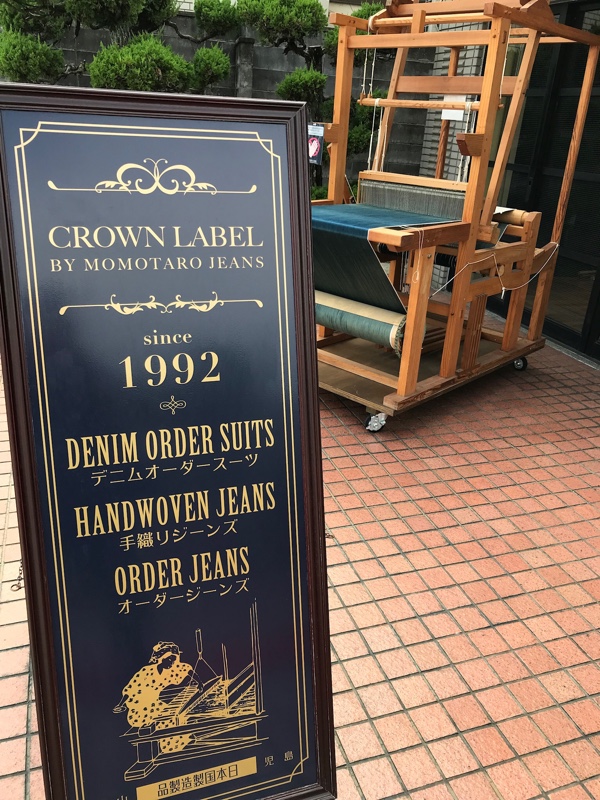 CROWN LABEL
BY MOMOTARO JEANS
since
1992
DENIM ORDER SUITS
デニムオーダースーツ
HANDWOVEN JEANS
手織リジーンズ
ORDER JEANS
オーダージーンズ
児島
品製造製国本日